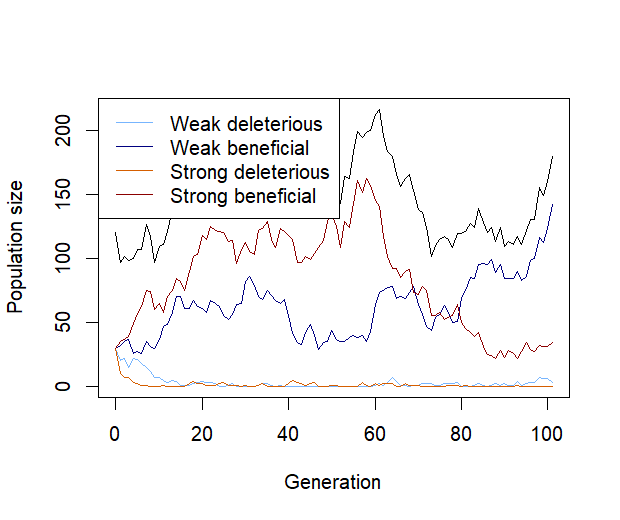 Weak deleterious
Weak beneficial
Strong deleterious
Strong beneficial
Population size
0 50 100 150 200
0 20 40 60 80 100
Generation